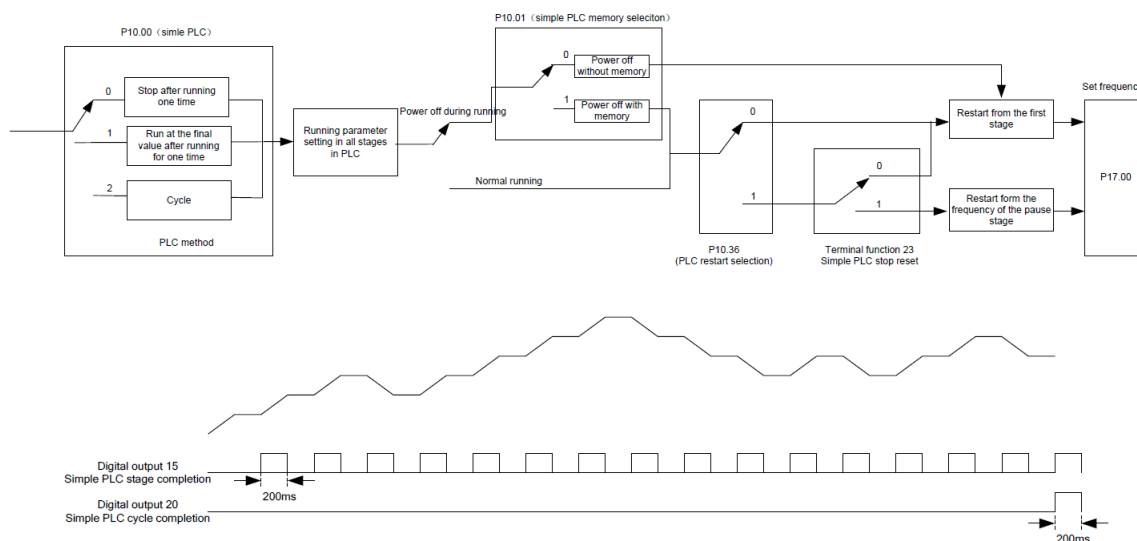 P10.00 (simle PLC)
0
Stop after running
one time
1
Run at the final
value after running
for one time
2
Cycle
PLC method
Running parameter
setting in all stages
in PLC
Power off during running
P10.01 (simple PLC memory seleciton)
0
Power off
without memory
1
Power off with
memory
Normal running
0
1
P10.36
(PLC restart selection)
0
1
Terminal function 23
Simple PLC stop reset
Restart from the first
stage
Restart form the
frequency of the pause
stage
Set frequency
P17.00
Digital output 15
Simple PLC stage completion
200ms
Digital output 20
Simple PLC cycle completion
200ms